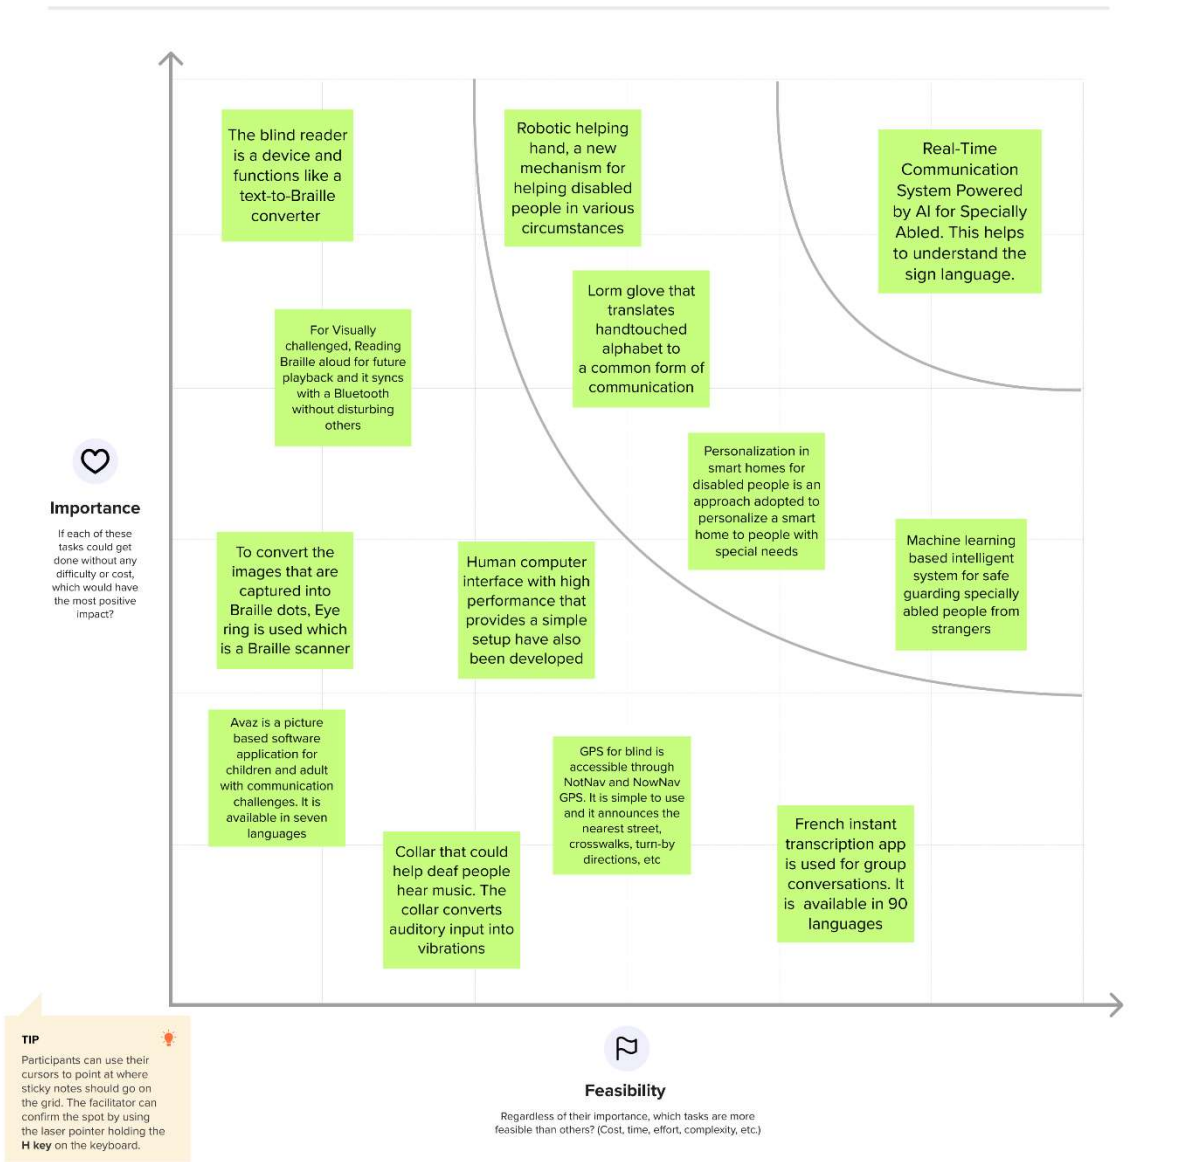 The blind reader
is a device and
functions like a
text-to-Braille
converter
Robotic helping
hand, a new
mechanism for
helping disabled
people in various
circumstances
Real-Time
Communication
System Powered
by AI for Specially
Abled. This helps
to understand the
sign language.
Lorm glove that
translates
handtouched
alphabet to
a common form of
communication
For Visually
challenged, Reading
Braille aloud for future
playback and it syncs
with a Bluetooth
without disturbing
others
Personalization in
smart homes for
disabled people is an
approach adopted to
personalize a smart
home to people with
special needs
Importance
If each of these
tasks could get
done without any
difficulty or cost,
which would have
the most positive
impact?
To convert the
images that are
captured into
Braille dots, Eye
ring is used which
is a Braille scanner
Human computer
interface with high
performance that
provides a simple
setup have also
been developed
Machine learning
based intelligent
system for safe
guarding specially
abled people from
strangers
Avaz is a picture
based software
application for
children and adult
with communication
challenges. It is
available in seven
languages
GPS for blind is
accessible through
NotNav and NowNav
GPS. It is simple to use
and it announces the
nearest street,
crosswalks, turn-by
directions, etc
Collar that could
help deaf people
hear music. The
collar converts
auditory input into
vibrations
French instant
transcription app
is used for group
conversations. It
is available in 90
languages
TIP
Participants can use their
cursors to point at where
sticky notes should go on
the grid. The facilitator can
confirm the spot by using
the laser pointer holding the
H key on the keyboard.
Feasibility
Regardless of their importance, which tasks are more
feasible than others? (Cost, time, effort, complexity, etc.)